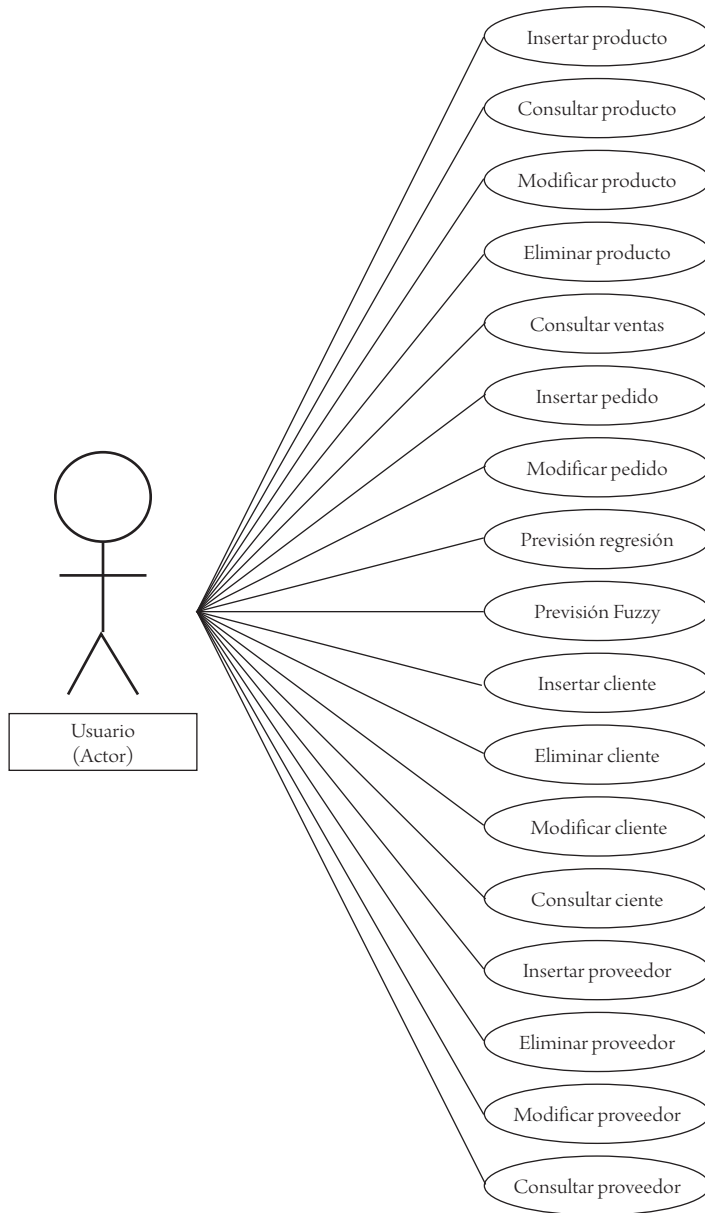 Insertar producto
Consultar producto
Modificar producto
Eliminar producto
Consultar ventas
Insertar pedido
Modificar pedido
Previsión regresión
Previsión Fuzzy
Insertar cliente
Eliminar cliente
Modificar cliente
Consultar ciente
Insertar proveedor
Eliminar proveedor
Modificar proveedor
Consultar proveedor
Usuario
(Actor)